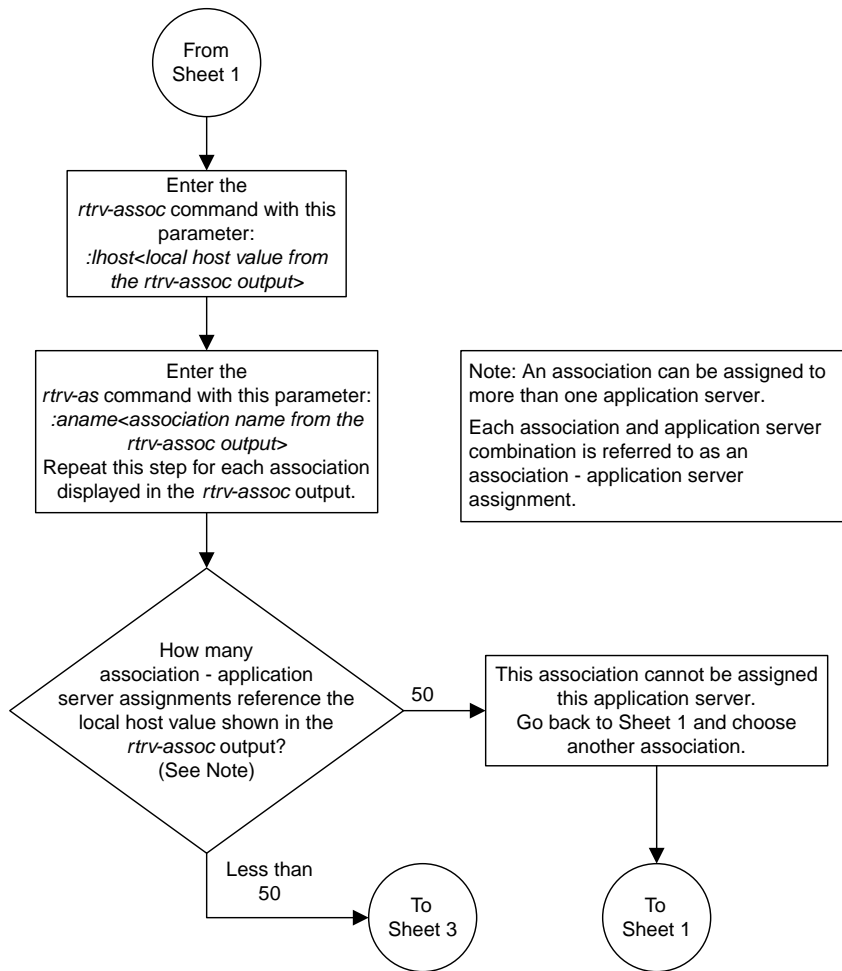 From
Sheet 1
Enter the
rtrv-assoc command with this
parameter:
:lhost<local host value from
the rtrv-assoc output>
Enter the
rtrv-as command with this parameter:
:aname<association name from the
rtrv-assoc output>
Repeat this step for each association
displayed in the rtrv-assoc output.
Note: An association can be assigned to
more than one application server.
Each association and application server
combination is referred to as an
association - application server
assignment.
How many
association - application
server assignments reference the
local host value shown in the
rtrv-assoc output?
(See Note)
50
This association cannot be assigned
this application server.
Go back to Sheet 1 and choose
another association.
Less than
50
To
Sheet 3
To
Sheet 1